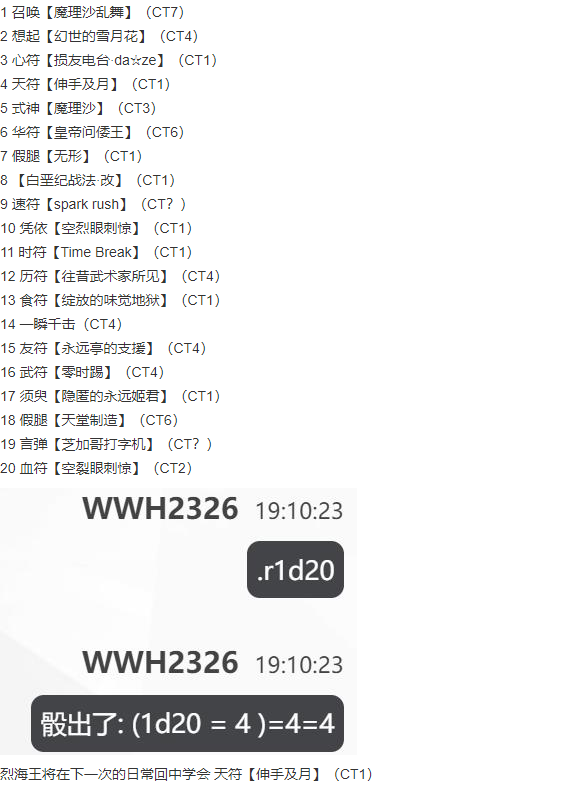 1 召唤【魔理沙乱舞】（CT7）
2 想起【幻世的雪月花】（CT4）
3 心符【损友电台·da☆ze】（CT1）
4 天符【伸手及月】（CT1）
5 式神【魔理沙】（CT3）
6 华符【皇帝问倭王】（CT6）
7 假腿【无形】（CT1）
8 【白垩纪战法·改】（CT1）
9 速符【spark rush】（CT？）
10 凭依【空烈眼刺惊】（CT1）
11 时符【Time Break】（CT1）
12 历符【往昔武术家所见】（CT4）
13 食符【绽放的味觉地狱】（CT1）
14 一瞬千击（CT4）
15 友符【永远亭的支援】（CT4）
16 武符【零时踢】（CT4）
17 须臾【隐匿的永远姬君】（CT1）
18 假腿【天堂制造】（CT6）
19 言弹【芝加哥打字机】（CT？）
20 血符【空裂眼刺惊】（CT2）
WWH2326 19:10:23
.r1d20
WWH2326 19:10:23
骰出了: (1d20 = 4 )=4=4
烈海王将在下一次的日常回中学会 天符【伸手及月】（CT1）